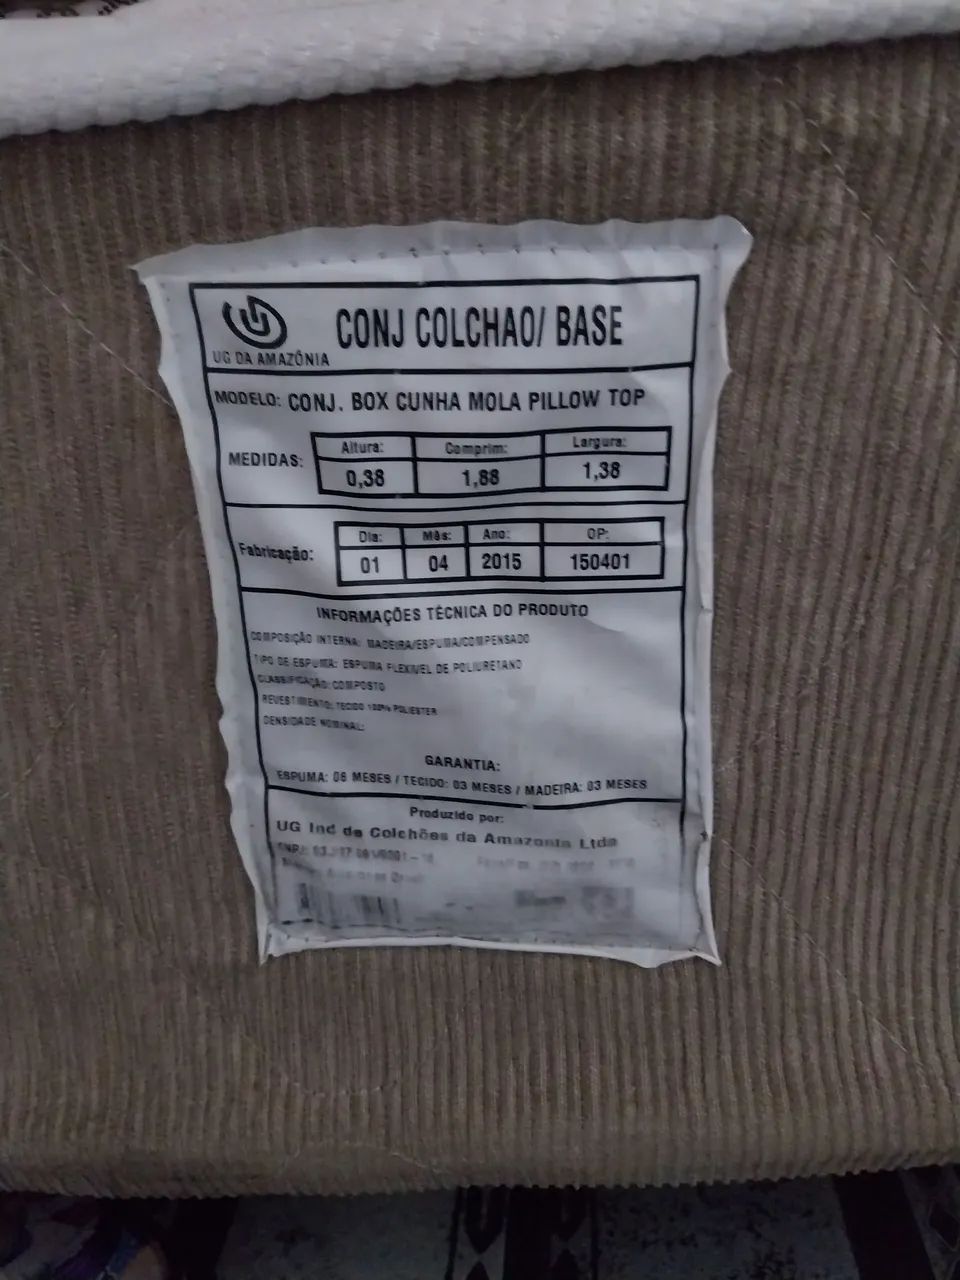 UG DA AMAZÔNIA
CONJ COLCHAO/ BASE
MODELO: CONJ. BOX CUNHA MOLA PILLOW TOP
MEDIDAS: Altura: Comprim: Largura:
0,38 1,88 1,38
Fabricação: Dia: Mês: Ano: OP:
01 04 2015 150401
INFORMAÇÕES TÉCNICA DO PRODUTO
COMPOSIÇÃO INTERNA: MADEIRA/ESPUMA/COMPENSADO
TIPO DE ESPUMA: ESPUMA FLEXIVEL DE POLIURETANO
CLASSIFICAÇÃO: COMPOSTO
REVESTIMENTO: TECIDO 100% POLIESTER
DENSIDADE NOMINAL:
GARANTIA:
ESPUMA: 06 MESES / TECIDO: 03 MESES / MADEIRA: 03 MESES
Produzido por:
UG Ind de Colchões da Amazonia Ltda